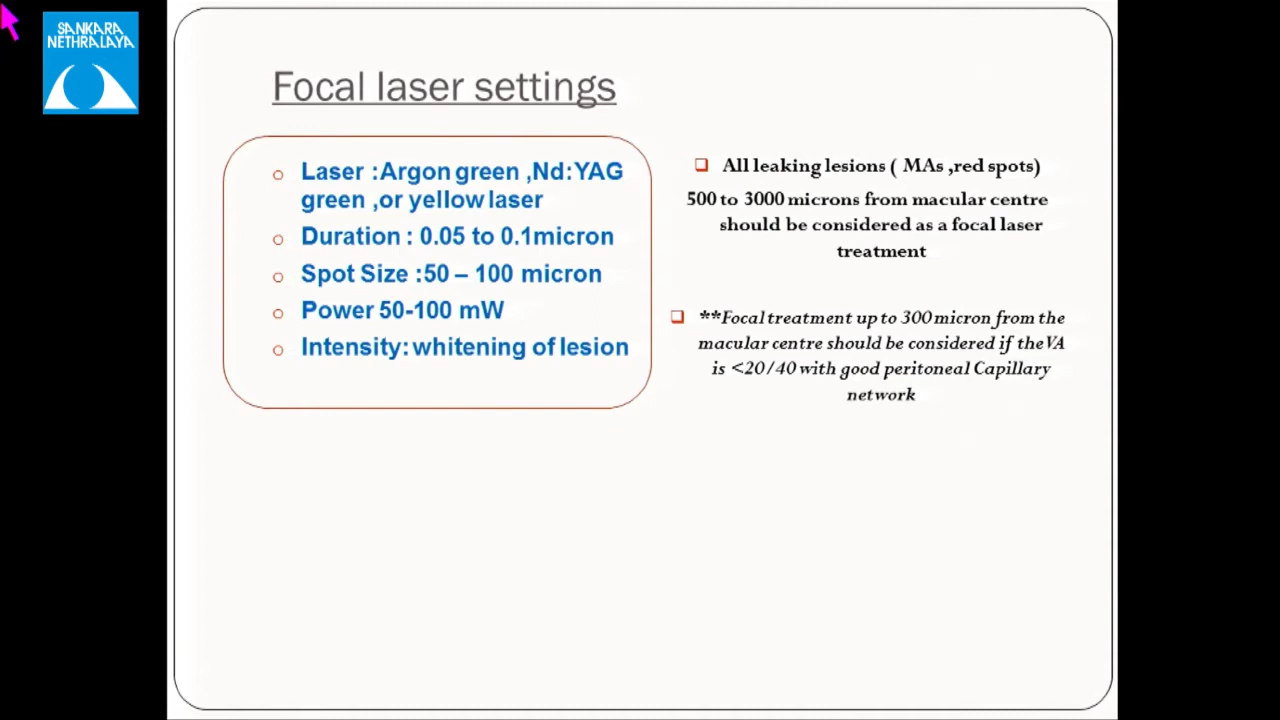 SANKARA
NETHRALAYA
Focal laser settings
Laser :Argon green ,Nd:YAG
green ,or yellow laser
Duration : 0.05 to 0.1micron
Spot Size :50 – 100 micron
Power 50-100 mW
Intensity: whitening of lesion
All leaking lesions ( MAs ,red spots)
500 to 3000 microns from macular centre
should be considered as a focal laser
treatment
**Focal treatment up to 300 micron from the
macular centre should be considered if the VA
is <20/40 with good peritoneal Capillary
network